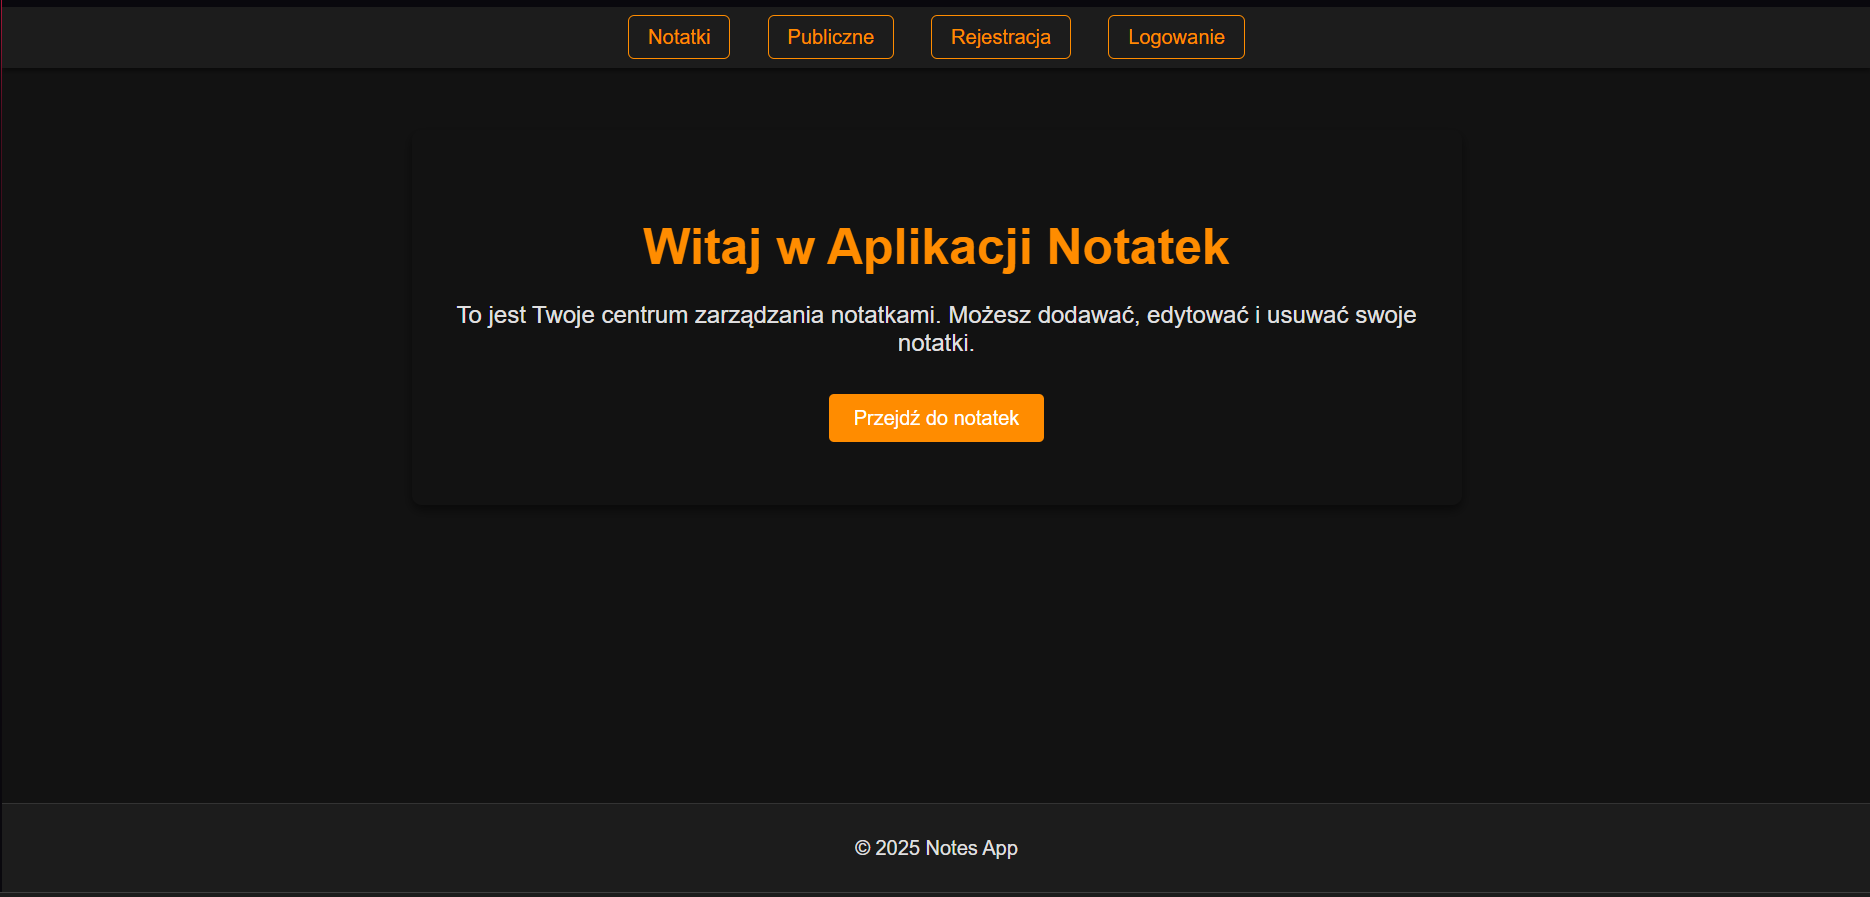 Notatki Publiczne Rejestracja Logowanie
Witaj w Aplikacji Notatek
To jest Twoje centrum zarządzania notatkami. Możesz dodawać, edytować i usuwać swoje
notatki.
Przejdź do notatek
© 2025 Notes App